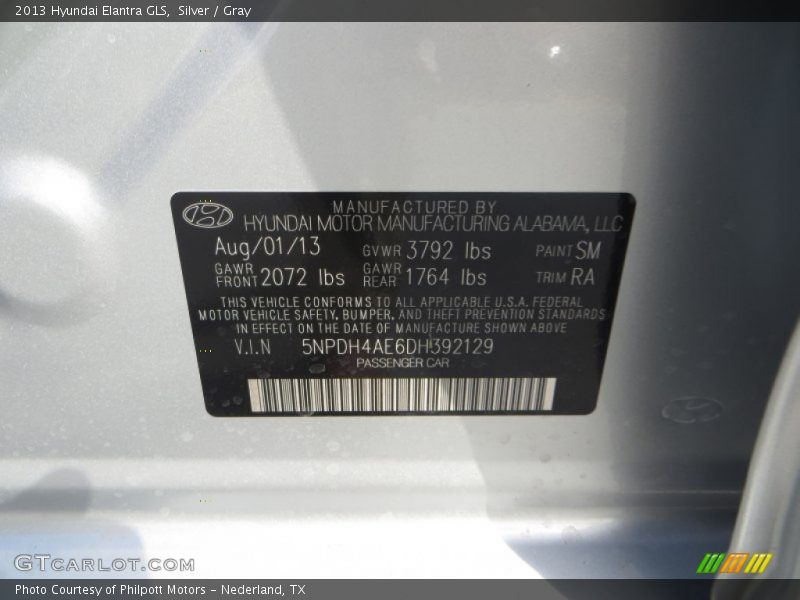 2013 Hyundai Elantra GLS, Silver / Gray
MANUFACTURED BY
HYUNDAI MOTOR MANUFACTURING ALABAMA, LLC
Aug/01/13 GVWR 3792 lbs PAINT SM
GAWR FRONT 2072 lbs GAWR REAR 1764 lbs TRIM RA
THIS VEHICLE CONFORMS TO ALL APPLICABLE U.S.A. FEDERAL
MOTOR VEHICLE SAFETY, BUMPER, AND THEFT PREVENTION STANDARDS
IN EFFECT ON THE DATE OF MANUFACTURE SHOWN ABOVE
V.I.N 5NPDH4AE6DH392129
PASSENGER CAR
GTCARLOT.COM
Photo Courtesy of Philpott Motors - Nederland, TX